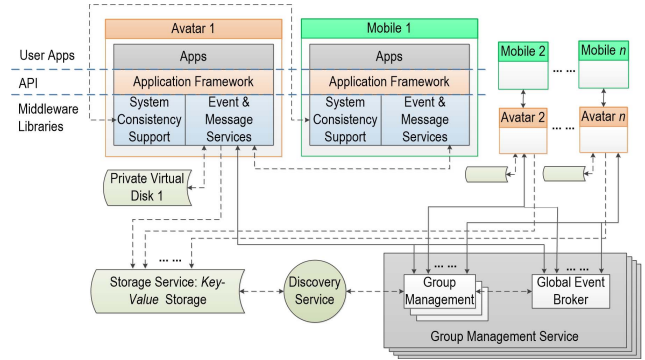 Avatar 1
Mobile 1
User Apps
Apps
Apps
Mobile 2
Mobile n
... ...
API
Application Framework
Application Framework
Middleware
Libraries
System
Consistency
Support
Event &
Message
Services
System
Consistency
Support
Event &
Message
Services
Avatar 2
Avatar n
... ...
Private Virtual
Disk 1
... ...
Storage Service: Key-
Value Storage
Discovery
Service
... ...
Group
Management
... ...
Global Event
Broker
Group Management Service